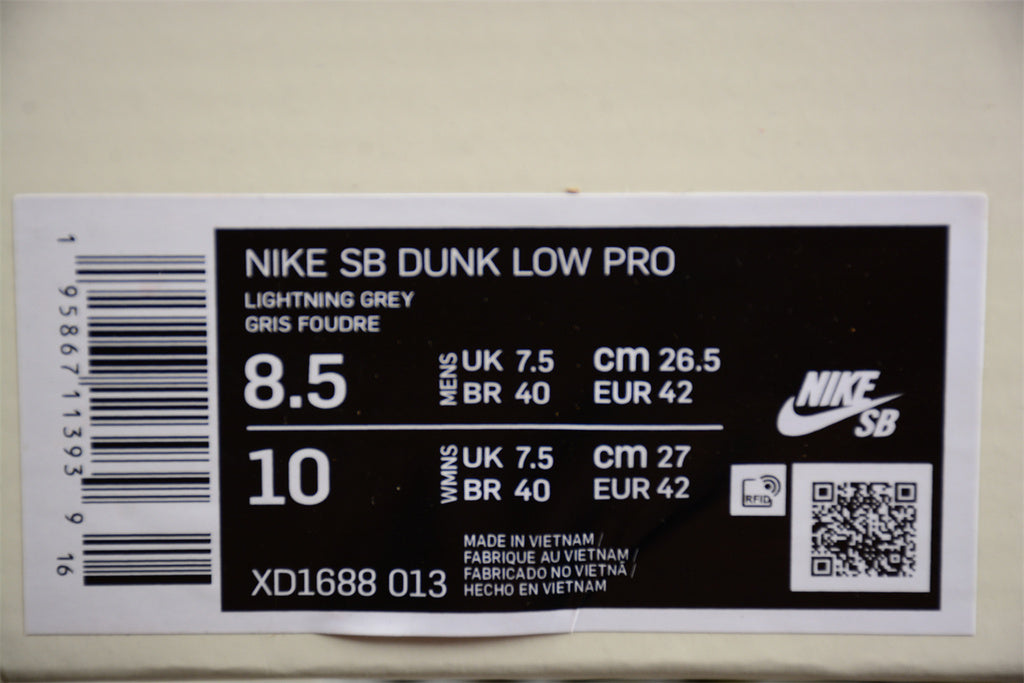 NIKE SB DUNK LOW PRO
LIGHTNING GREY
GRIS FOUDRE
8.5 MENS UK 7.5 cm 26.5
BR 40 EUR 42
10 WMNS UK 7.5 cm 27
BR 40 EUR 42
NIKE
SB
RFID
MADE IN VIETNAM /
FABRIQUE AU VIETNAM /
FABRICADO NO VIETNÃ /
HECHO EN VIETNAM
XD1688 013
1 95867 11393 9 16